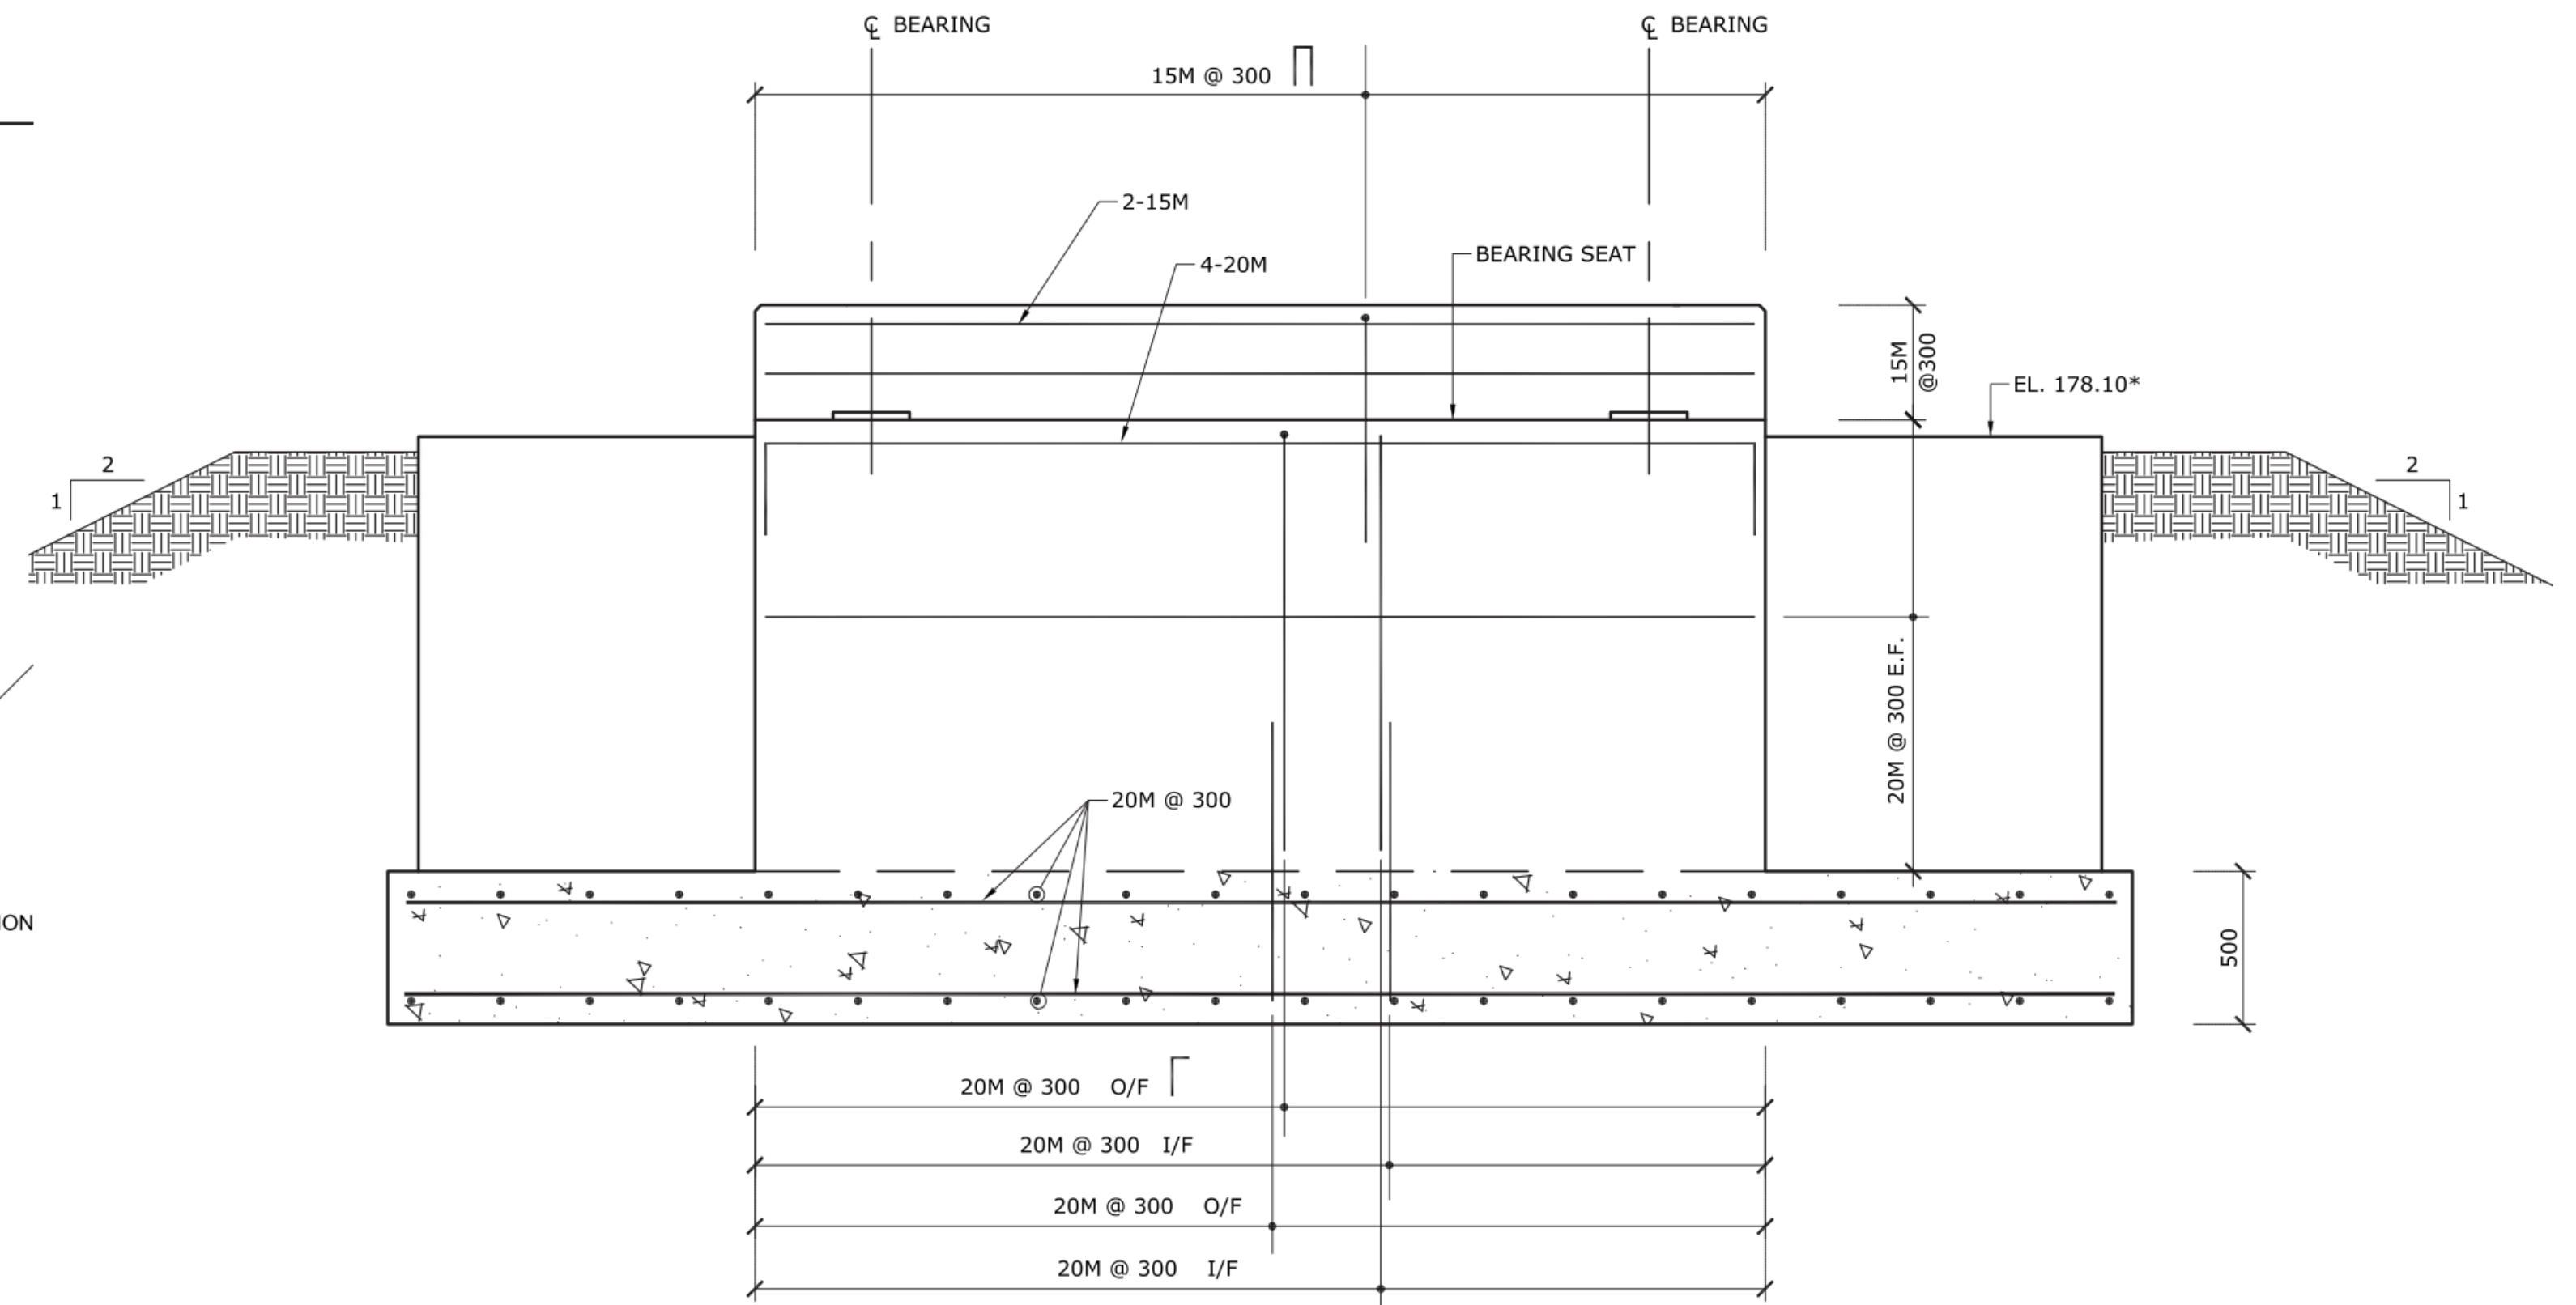 ℄ BEARING
℄ BEARING
15M @ 300
2-15M
4-20M
BEARING SEAT
15M
@300
EL. 178.10*
2
1
2
1
20M @ 300 E.F.
20M @ 300
ION
500
20M @ 300 O/F
20M @ 300 I/F
20M @ 300 O/F
20M @ 300 I/F